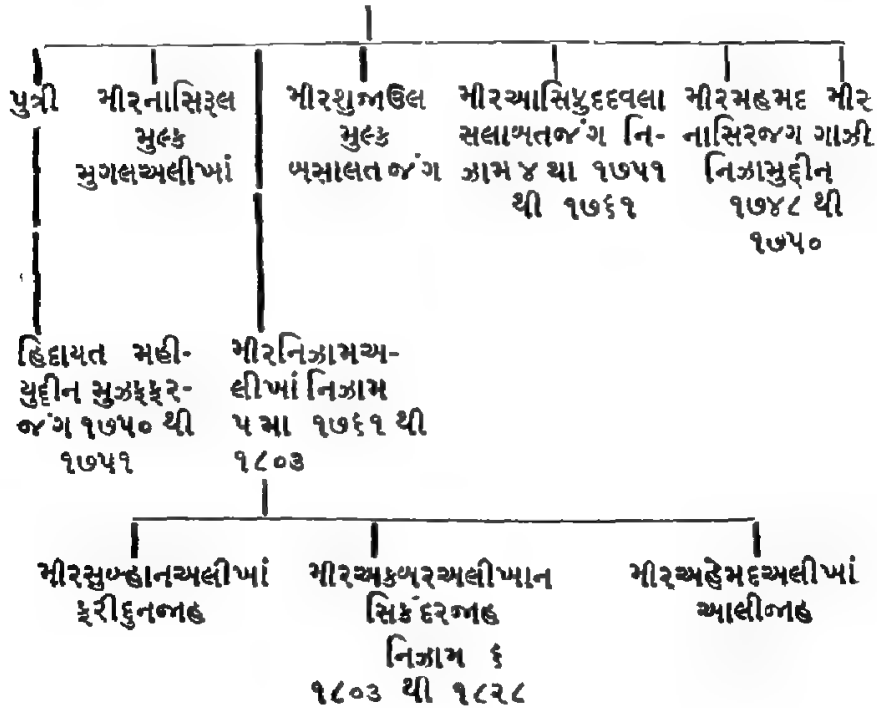 પુત્રી મીરનાસિરૂલ મીરશુજાઉલ મીરઆસિફુદદવલા મીરમહમદ મીર
મુલ્ક મુલ્ક સલાબતજંગ નિ- નાસિરજગ ગાઝી
મુગલઅલીખાં બસાલતજંગ ઝામ ૪ થા ૧૭૫૧ નિઝામુદ્દીન
થી ૧૭૬૧ ૧૭૪૮ થી
૧૭૫૦
હિદાયત મહી- મીરનિઝામઅ-
યુદ્દીન મુઝફ્ફર- લીખાં નિઝામ
જંગ ૧૭૫૦ થી ૫ મા ૧૭૬૧ થી
૧૭૫૧ ૧૮૦૩
મીરસુબ્હાનઅલીખાં મીરઅકબરઅલીખાન મીરઅહેમદઅલીખાં
ફરીદુનજાહ સિકંદરજાહ આલીજાહ
નિઝામ ૬
૧૮૦૩ થી ૧૮૨૮